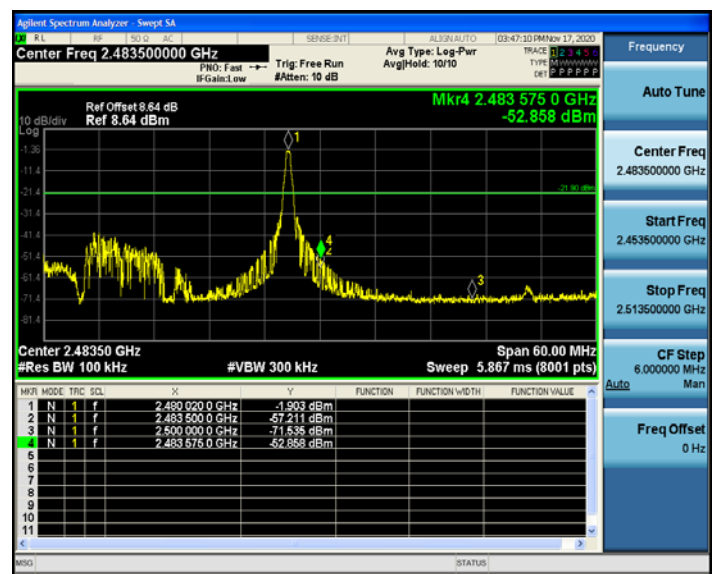 Agilent Spectrum Analyzer - Swept SA
RL RF 50 Ω AC SENSE:INT ALIGN AUTO 03:47:10 PM Nov 17, 2020
Center Freq 2.483500000 GHz
PNO: Fast
IFGain:Low
Trig: Free Run
#Atten: 10 dB
Avg Type: Log-Pwr
Avg|Hold: 10/10
TRACE 1 2 3 4 5 6
TYPE MWWWWW
DET P P P P P P
Mkr4 2.483 575 0 GHz
-52.858 dBm
Ref Offset 8.64 dB
10 dB/div Ref 8.64 dBm
Log
-1.36
-11.4
-21.4
-31.4
-41.4
-51.4
-61.4
-71.4
-81.4
-21.90 dBm
1
4
2
3
Center 2.48350 GHz Span 60.00 MHz
#Res BW 100 kHz #VBW 300 kHz Sweep 5.867 ms (8001 pts)
MKR MODE TRC SCL X Y FUNCTION FUNCTION WIDTH FUNCTION VALUE
1 N 1 f 2.480 020 0 GHz -1.903 dBm
2 N 1 f 2.483 500 0 GHz -57.211 dBm
3 N 1 f 2.500 000 0 GHz -71.535 dBm
4 N 1 f 2.483 575 0 GHz -52.858 dBm
5
6
7
8
9
10
11
MSG STATUS
Frequency
Auto Tune
Center Freq
2.483500000 GHz
Start Freq
2.453500000 GHz
Stop Freq
2.513500000 GHz
CF Step
6.000000 MHz
Auto Man
Freq Offset
0 Hz